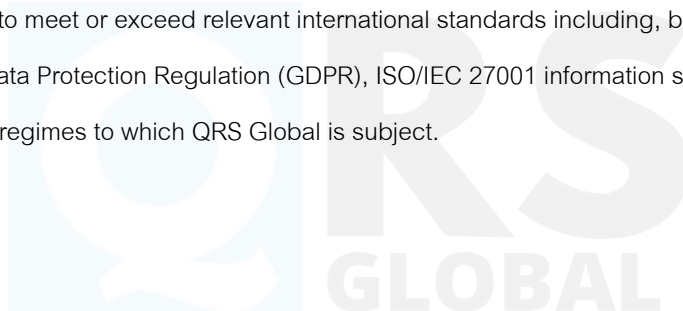 to meet or exceed relevant international standards including, b
ata Protection Regulation (GDPR), ISO/IEC 27001 information s
regimes to which QRS Global is subject.
QRS
GLOBAL